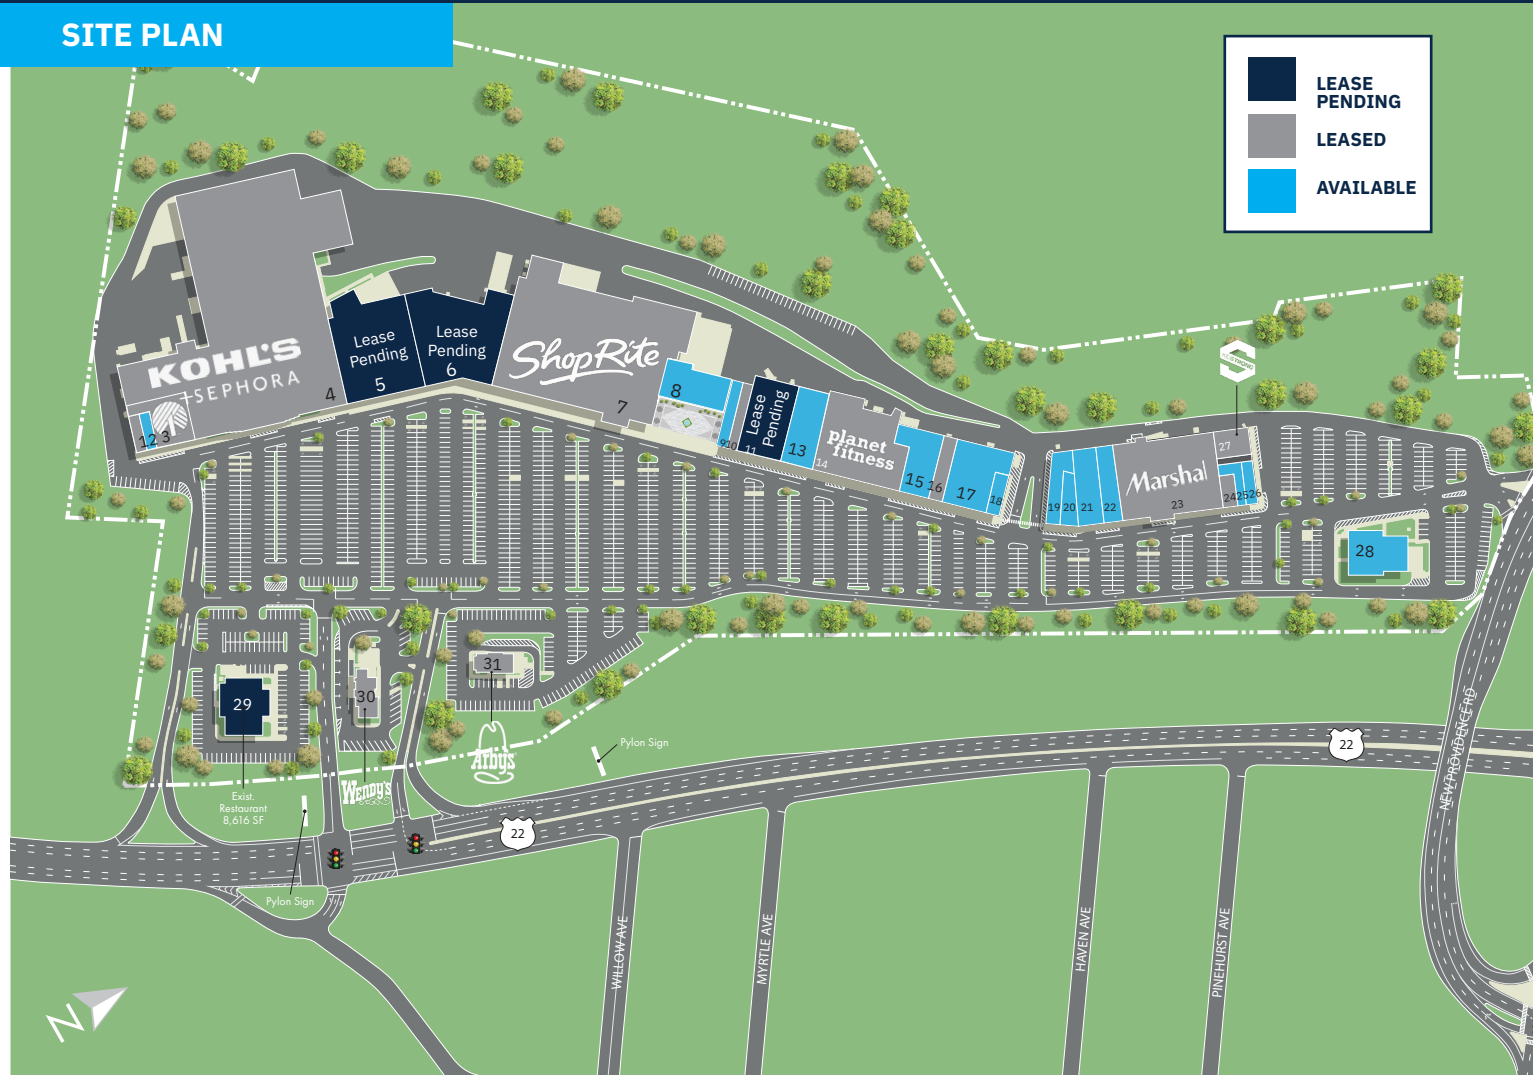 SITE PLAN
LEASE
PENDING
LEASED
AVAILABLE
KOHL'S
+SEPHORA
1
2
3
4
Lease
Pending
5
Lease
Pending
6
ShopRite
7
8
9
10
Lease
Pending
11
13
planet
fitness
14
15
16
17
18
19
20
21
22
Marshal
23
24
25
26
27
28
29
30
31
Exist.
Restaurant
8,616 SF
Wendy's
Arby's
Pylon Sign
Pylon Sign
22
22
NEW PROVIDENCE RD
WILLOW AVE
MYRTLE AVE
HAVEN AVE
PINEHURST AVE
N